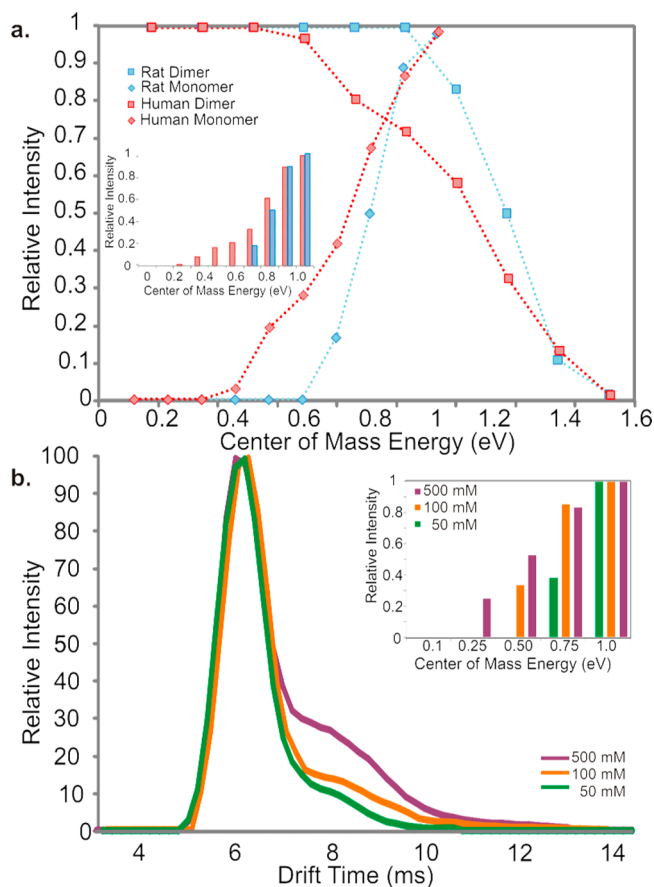 a.
1
0.9
0.8
0.7
0.6
0.5
0.4
0.3
0.2
0.1
0
Relative Intensity
Rat Dimer
Rat Monomer
Human Dimer
Human Monomer
1
0.8
0.6
0.4
0.2
0
Relative Intensity
0 0.2 0.4 0.6 0.8 1.0
Center of Mass Energy (eV)
0 0.2 0.4 0.6 0.8 1 1.2 1.4 1.6
Center of Mass Energy (eV)
b.
100
90
80
70
60
50
40
30
20
10
0
Relative Intensity
1
0.8
0.6
0.4
0.2
0
Relative Intensity
500 mM
100 mM
50 mM
0.1 0.25 0.50 0.75 1.0
Center of Mass Energy (eV)
500 mM
100 mM
50 mM
4 6 8 10 12 14
Drift Time (ms)